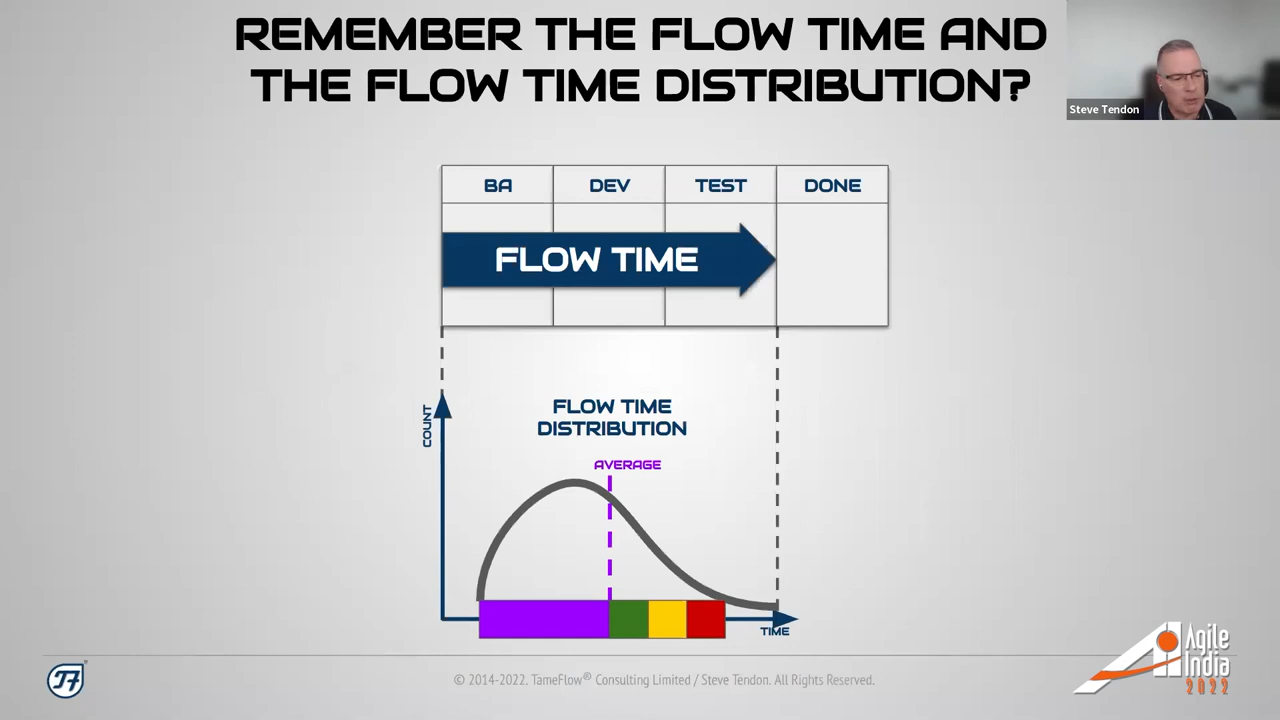 REMEMBER THE FLOW TIME AND
THE FLOW TIME DISTRIBUTION?
Steve Tendon
BA
DEV
TEST
DONE
FLOW TIME
COUNT
FLOW TIME
DISTRIBUTION
AVERAGE
TIME
© 2014-2022. TameFlow® Consulting Limited / Steve Tendon. All Rights Reserved.
Agile
India
2022